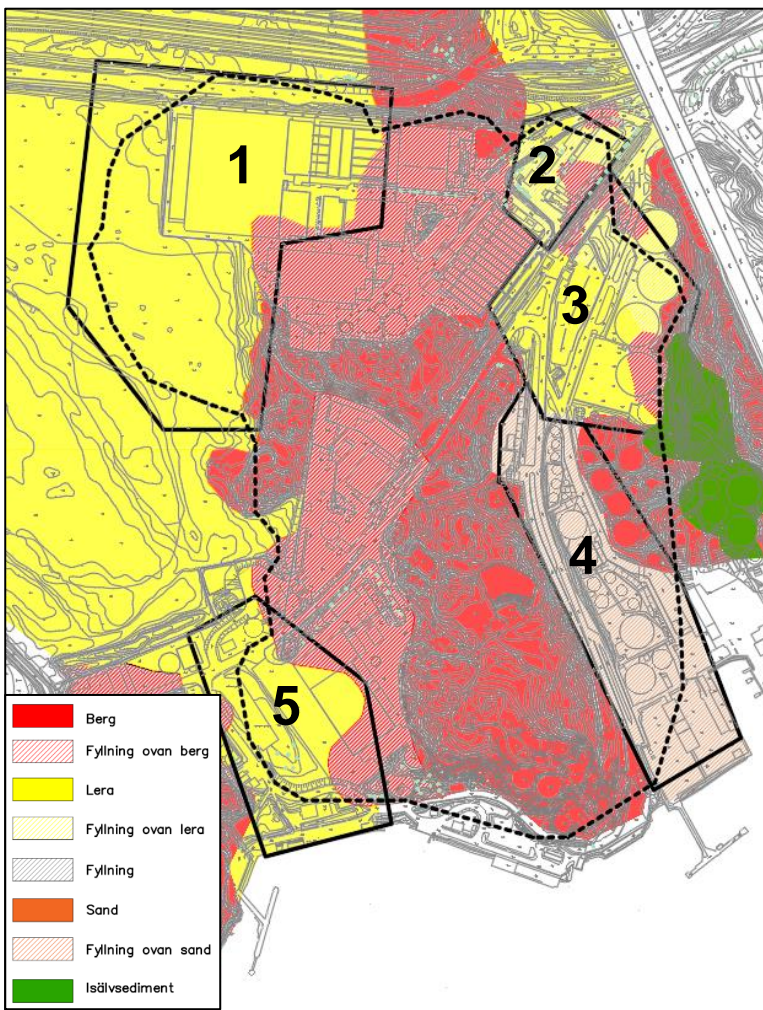 1
2
3
4
5
Berg
Fyllning ovan berg
Lera
Fyllning ovan lera
Fyllning
Sand
Fyllning ovan sand
Isälvsediment